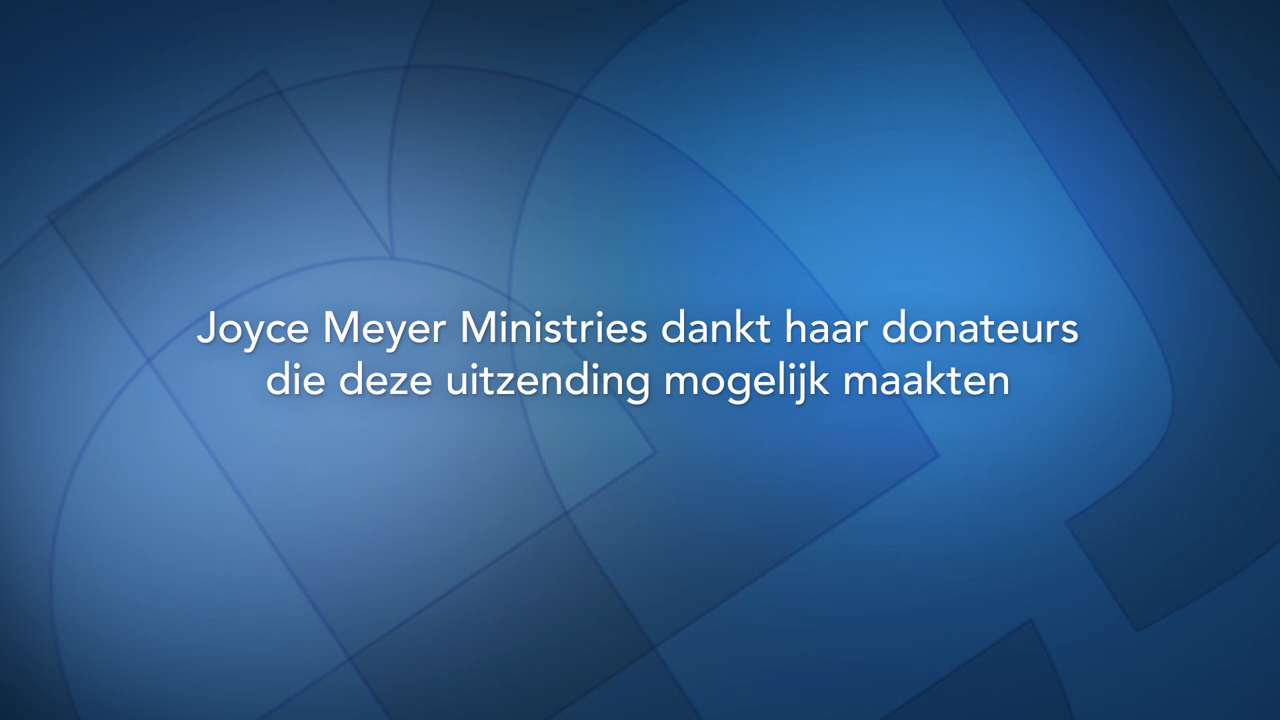 Joyce Meyer Ministries dankt haar donateurs
die deze uitzending mogelijk maakten